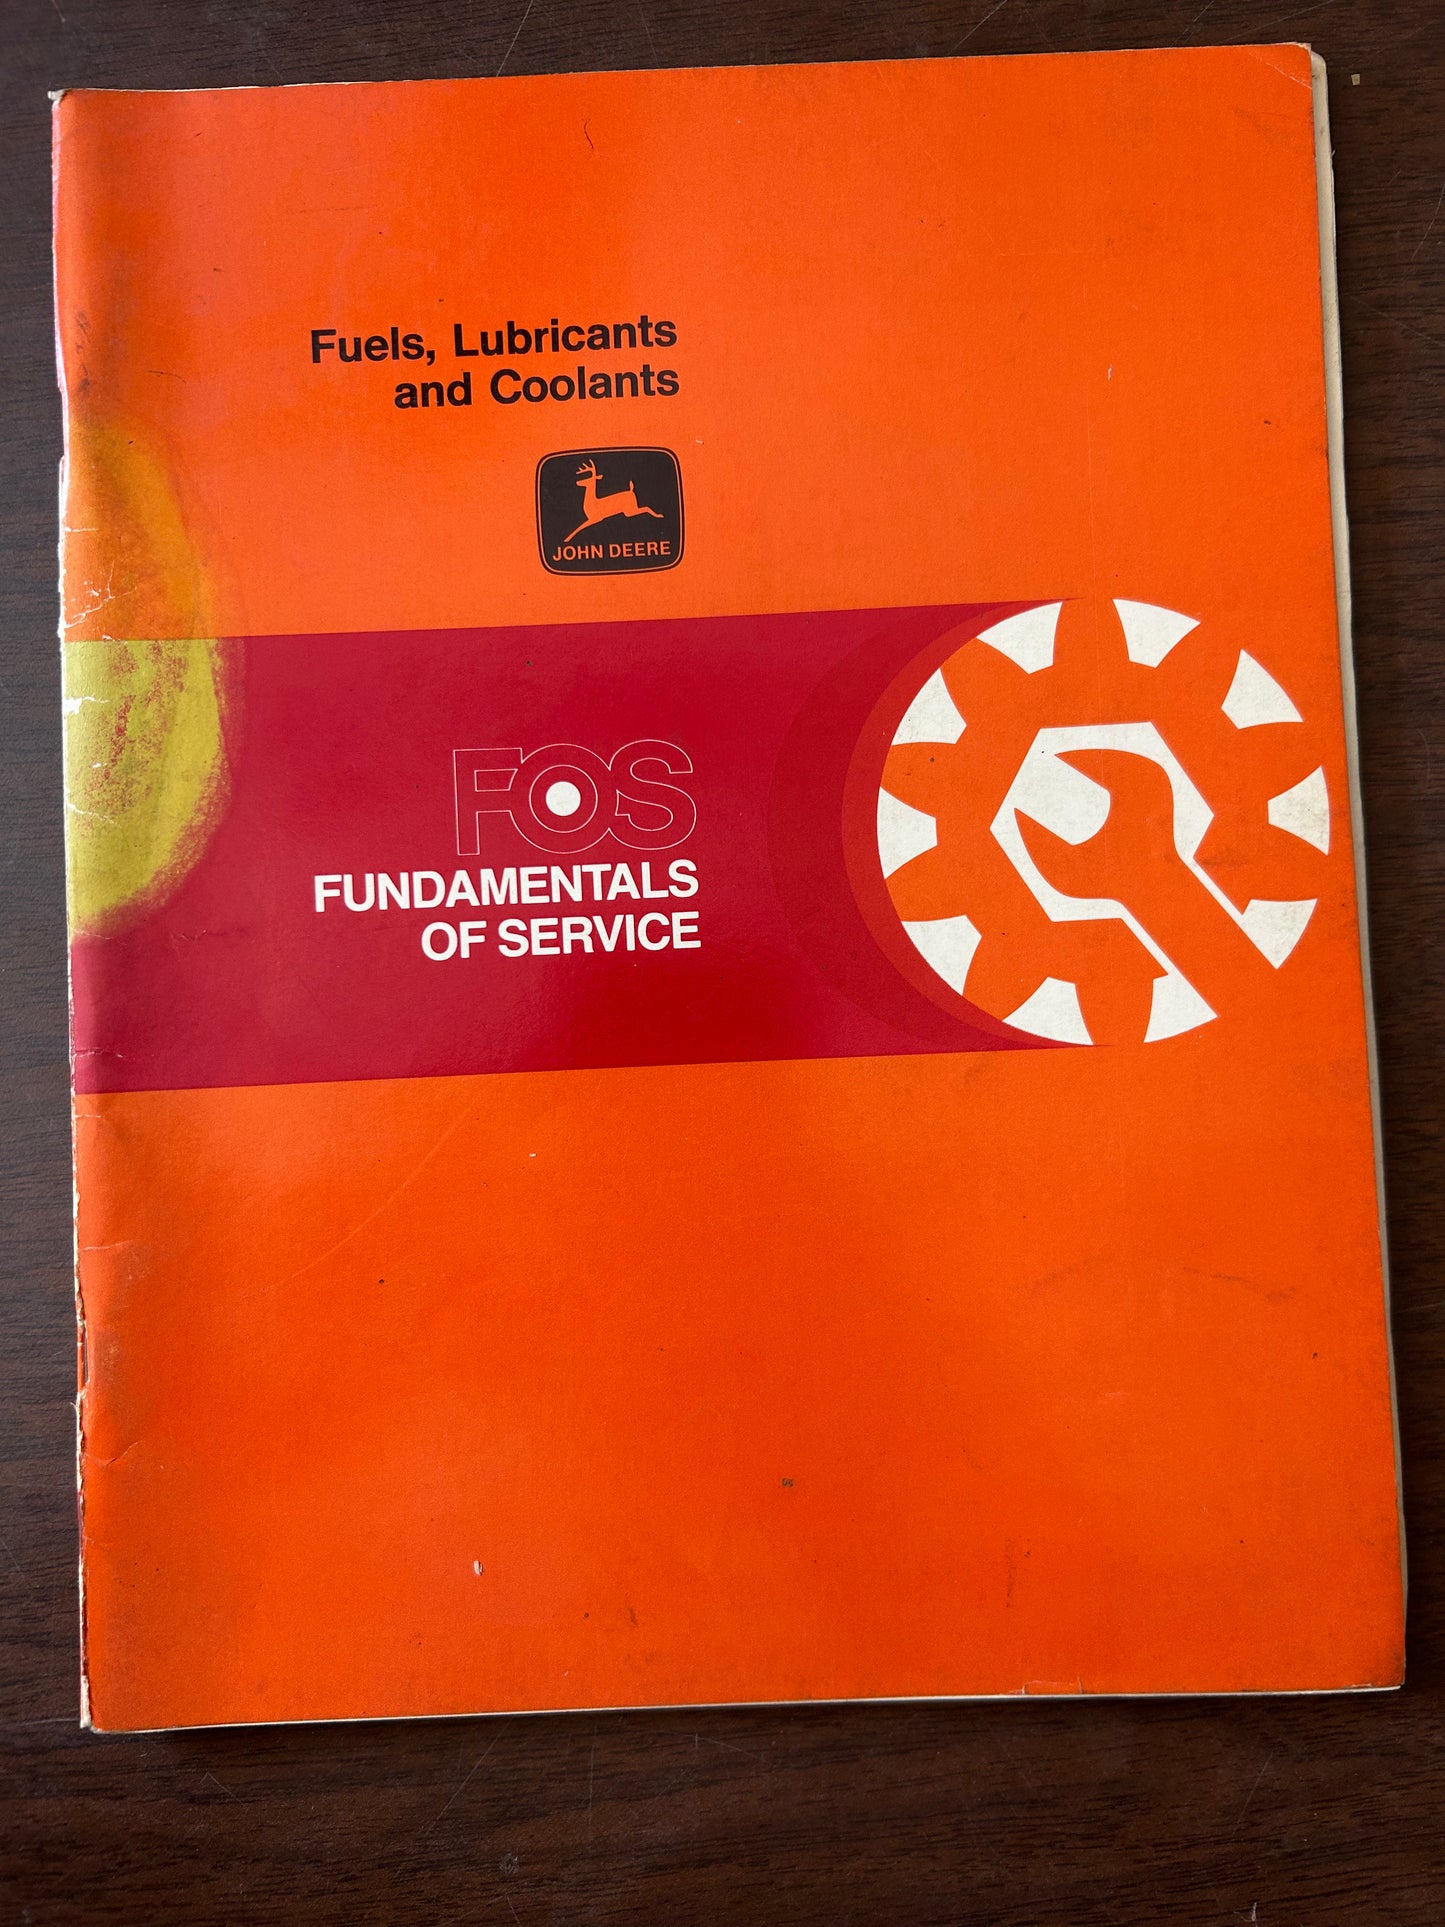 Fuels, Lubricants
and Coolants
JOHN DEERE
FOS
FUNDAMENTALS
OF SERVICE